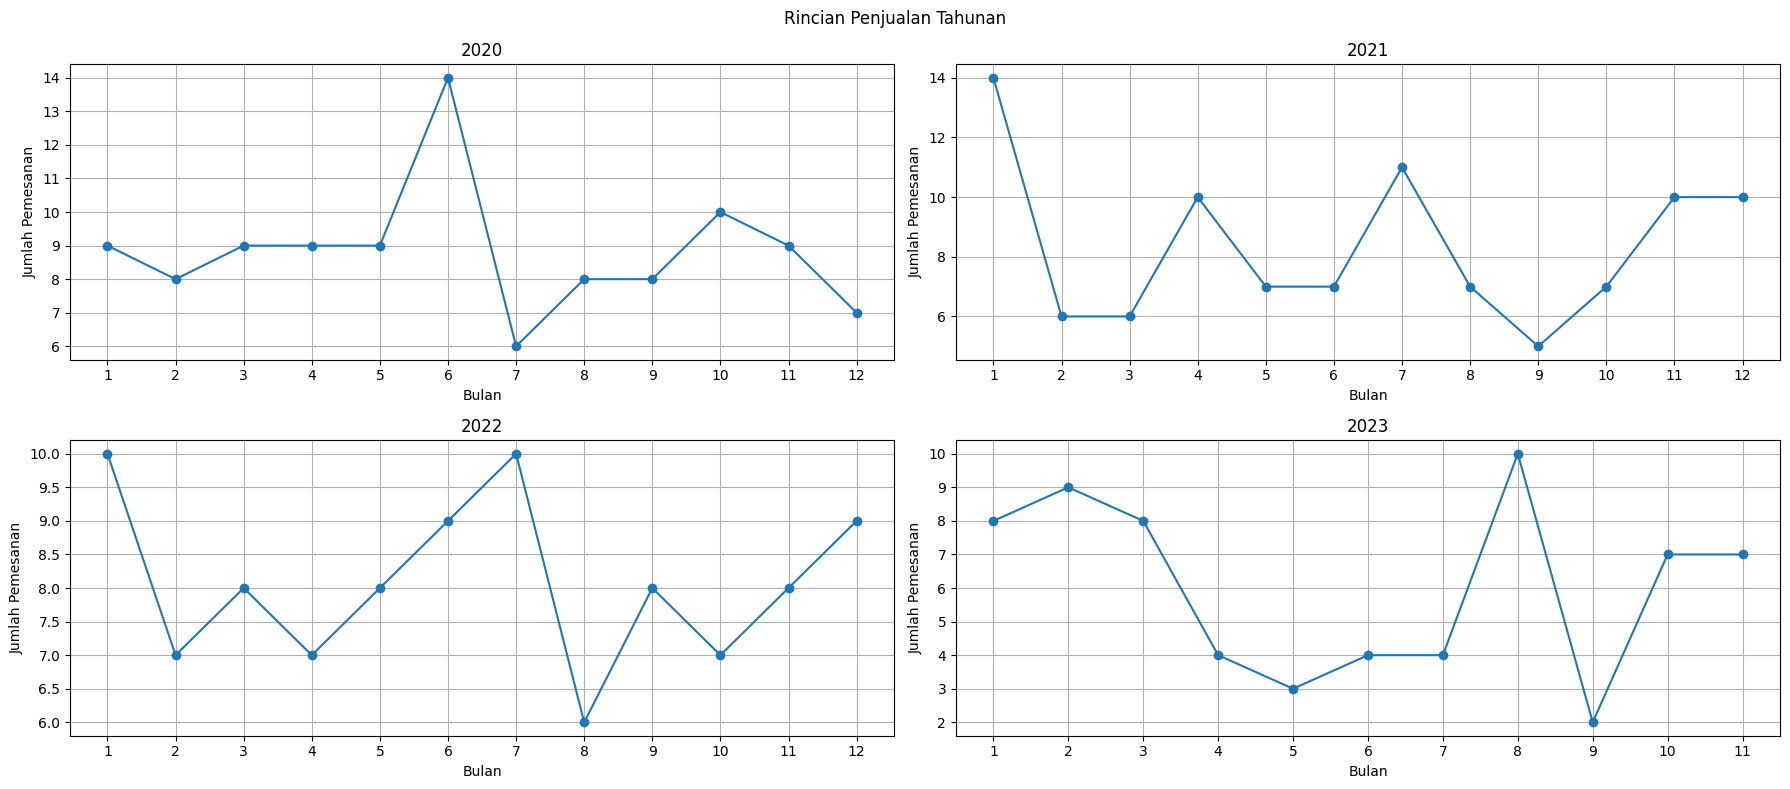 Rincian Penjualan Tahunan
2020
14
13
12
11
10
9
8
7
6
Jumlah Pemesanan
1 2 3 4 5 6 7 8 9 10 11 12
Bulan
2021
14
12
10
8
6
Jumlah Pemesanan
1 2 3 4 5 6 7 8 9 10 11 12
Bulan
2022
10.0
9.5
9.0
8.5
8.0
7.5
7.0
6.5
6.0
Jumlah Pemesanan
1 2 3 4 5 6 7 8 9 10 11 12
Bulan
2023
10
9
8
7
6
5
4
3
2
Jumlah Pemesanan
1 2 3 4 5 6 7 8 9 10 11
Bulan